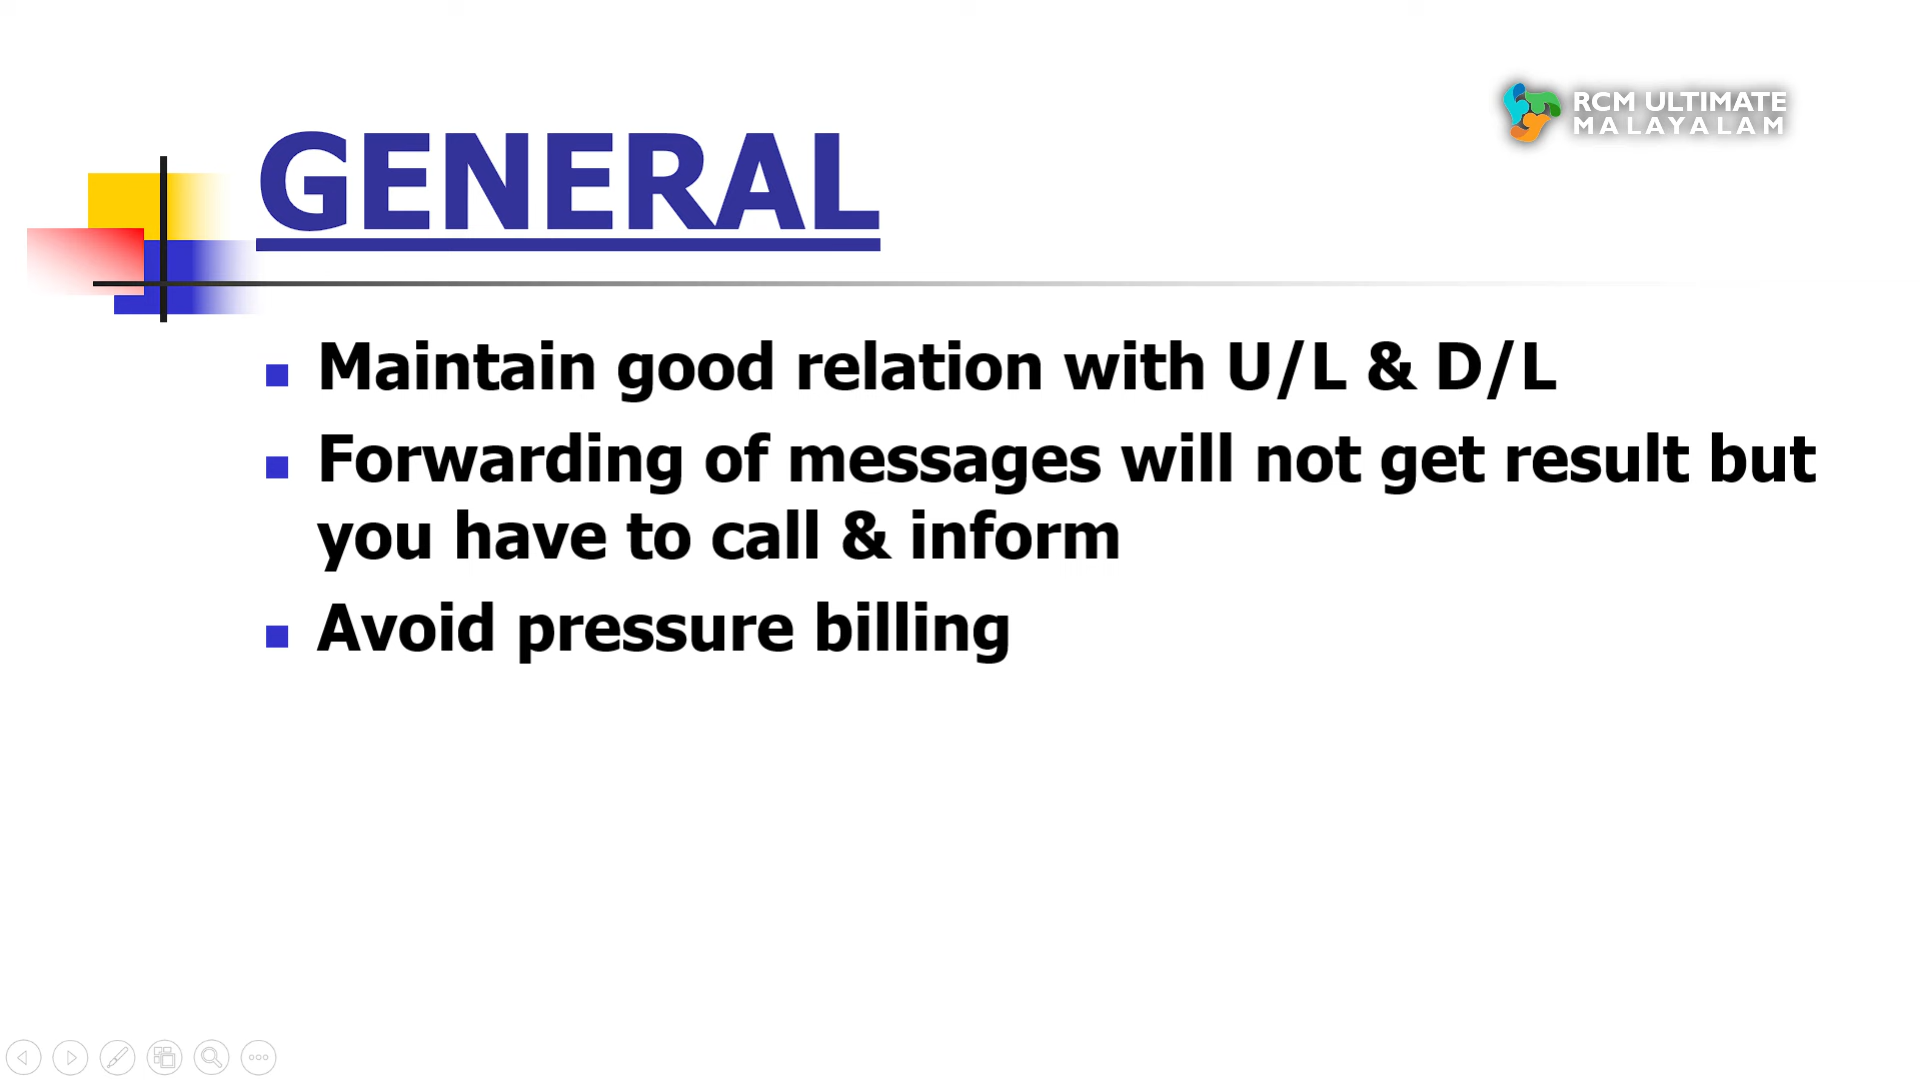 RCM ULTIMATE
MALAYALAM
GENERAL
Maintain good relation with U/L & D/L
Forwarding of messages will not get result but
you have to call & inform
Avoid pressure billing